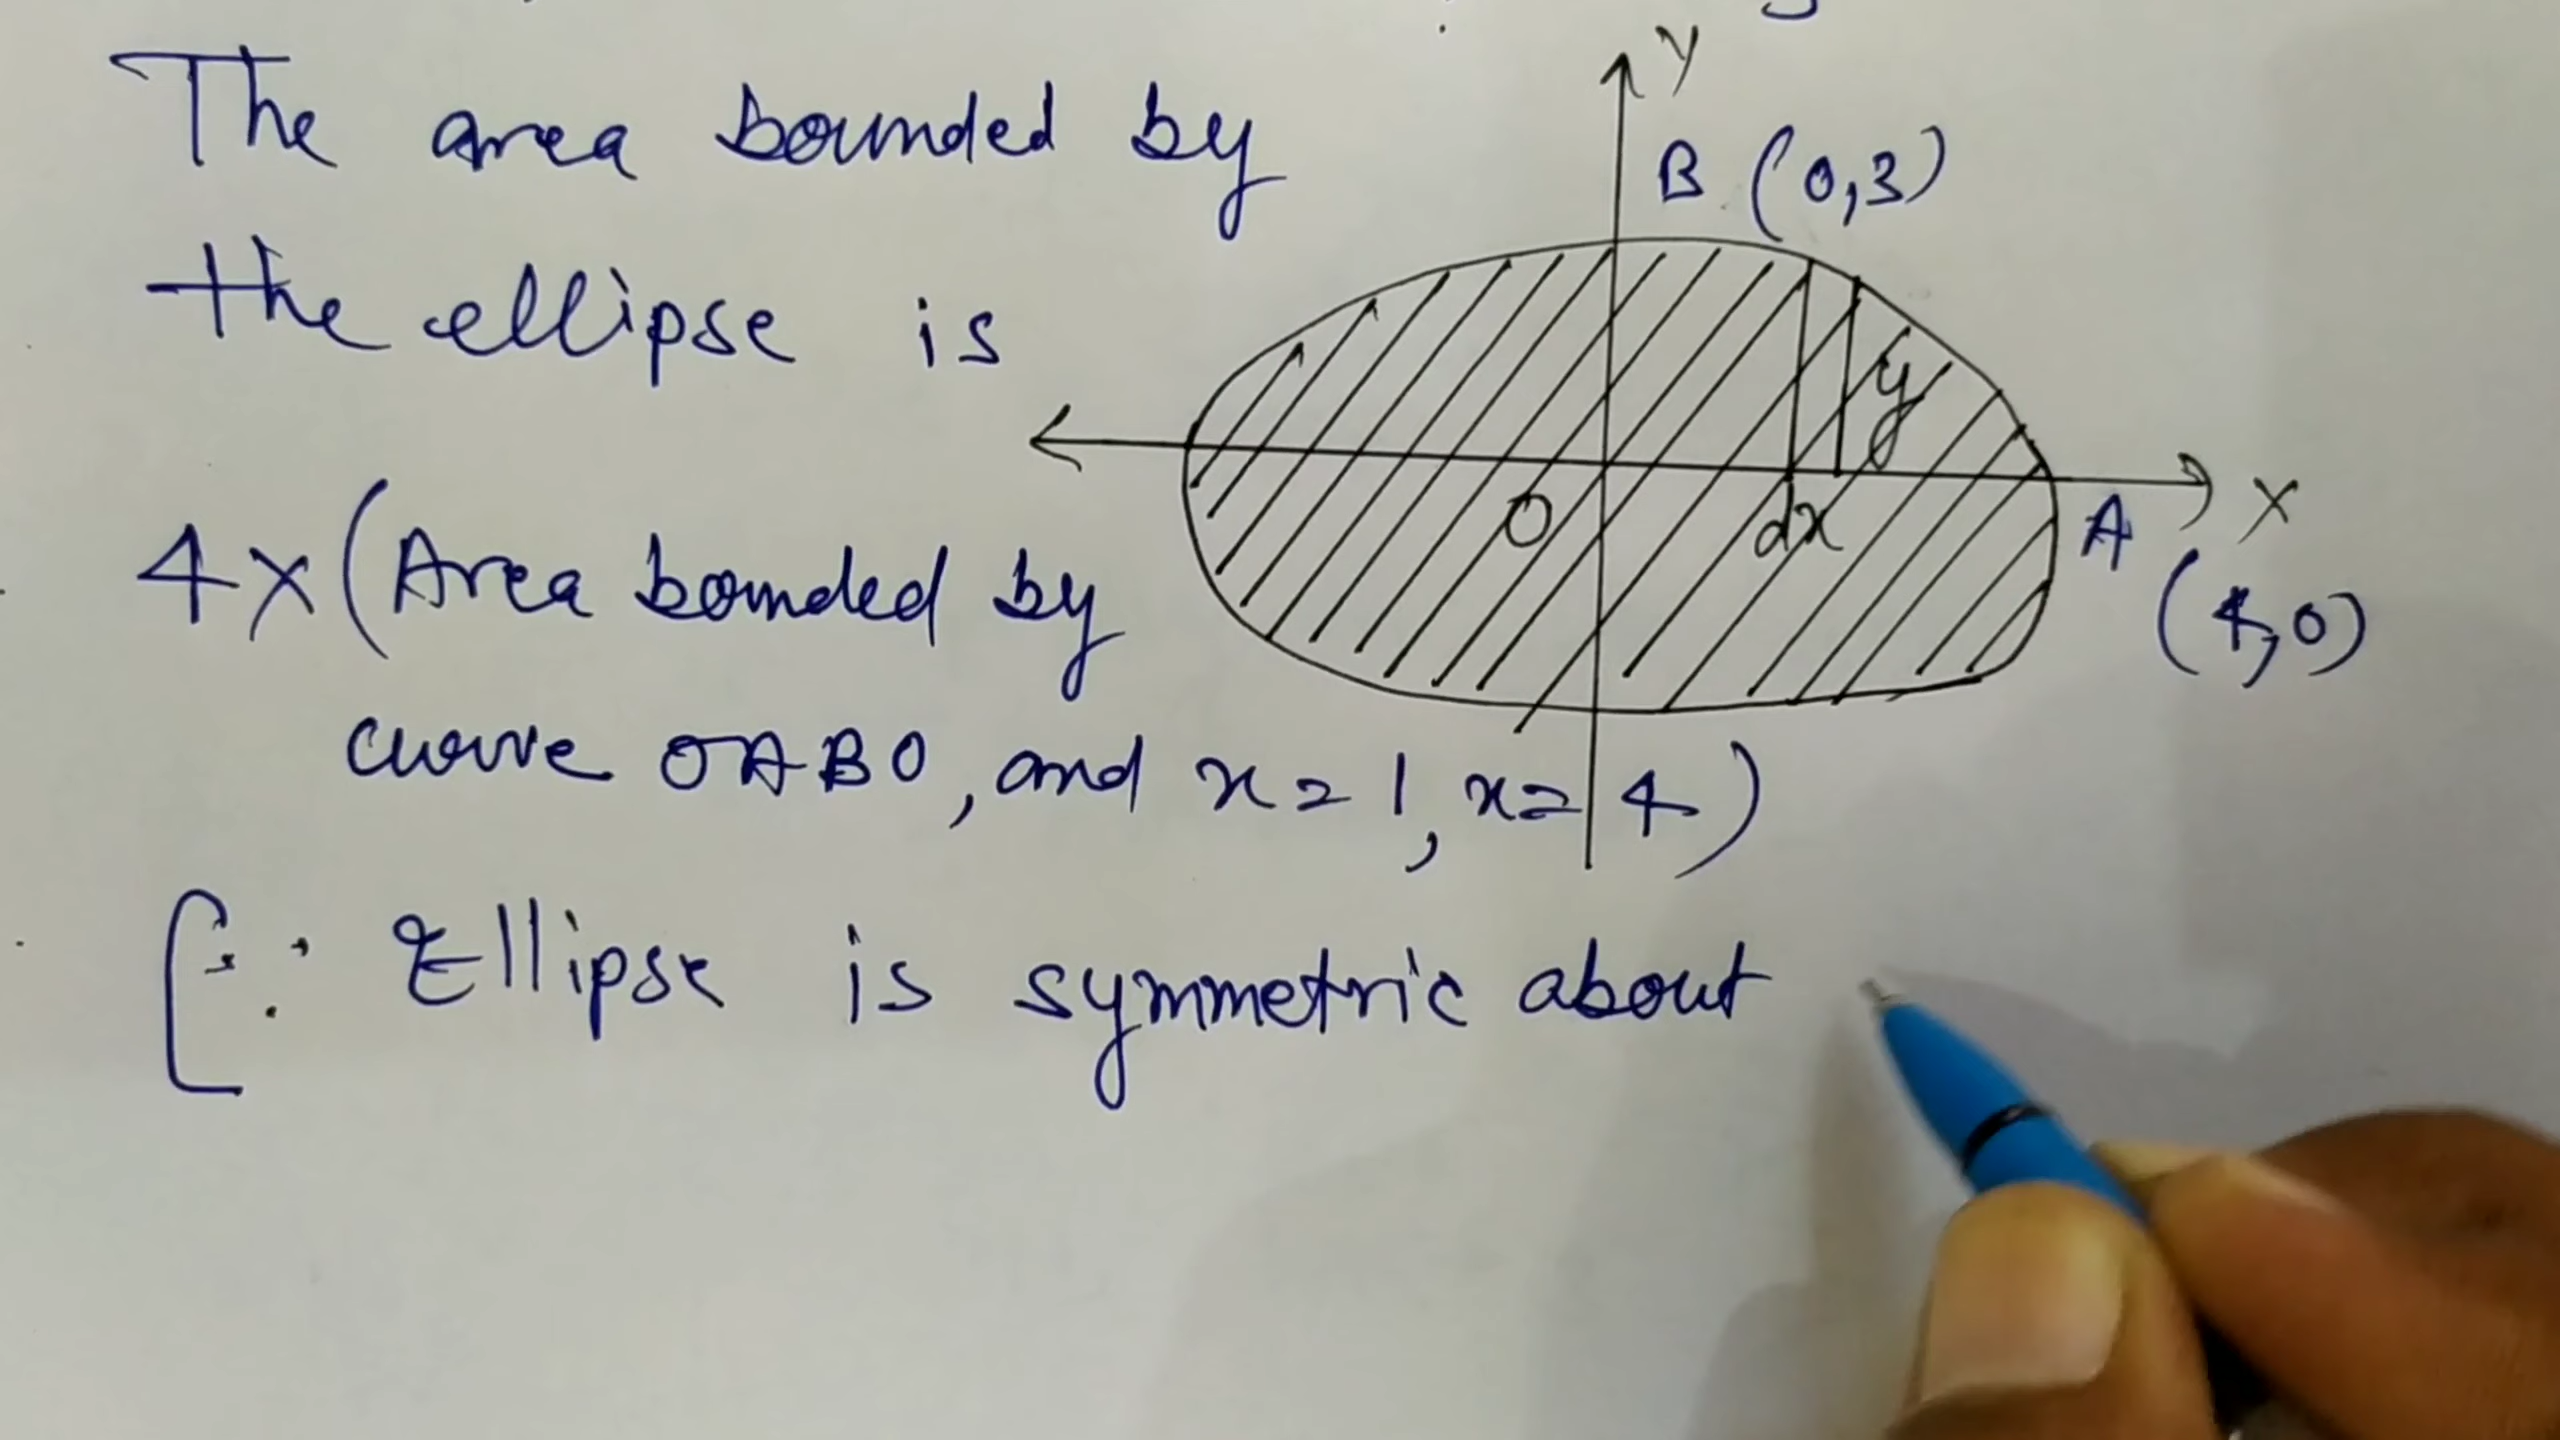 The area bounded by
the ellipse is
4x (Area bounded by
curve OABO, and x = 1, x = 4)
[∵ Ellipse is symmetric about
Y
B (0,3)
y
O
dx
X
A
(4,0)